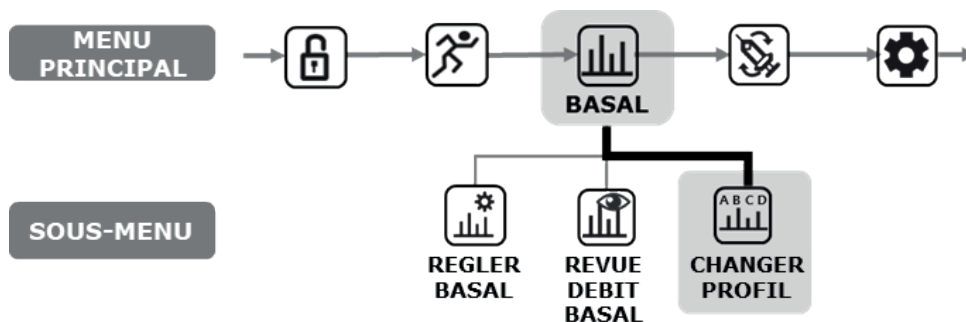 MENU
PRINCIPAL
BASAL
A B C D
SOUS-MENU
REGLER
BASAL
REVUE
DEBIT
BASAL
CHANGER
PROFIL